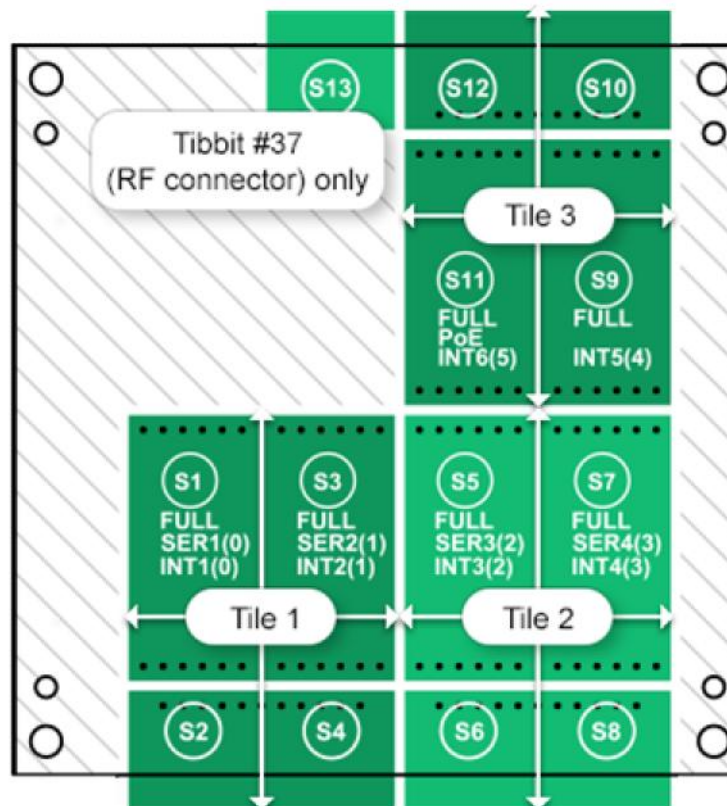 S13
S12
S10
Tibbit #37
(RF connector) only
Tile 3
S11
FULL
PoE
INT6(5)
S9
FULL
INT5(4)
S1
FULL
SER1(0)
INT1(0)
S3
FULL
SER2(1)
INT2(1)
S5
FULL
SER3(2)
INT3(2)
S7
FULL
SER4(3)
INT4(3)
Tile 1
Tile 2
S2
S4
S6
S8